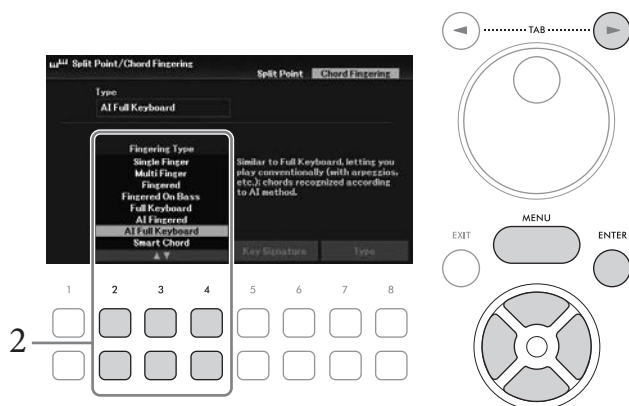 TAB
Split Point/Chord Fingering
Split Point Chord Fingering
Type
AI Full Keyboard
Fingering Type
Single Finger
Multi Finger
Fingered
Fingered On Bass
Full Keyboard
AI Fingered
AI Full Keyboard
Smart Chord
Similar to Full Keyboard, letting you
play conventionally (with arpeggios,
etc.); chords recognized according
to AI method.
Key Signature Type
MENU
EXIT ENTER
1 2 3 4 5 6 7 8
2